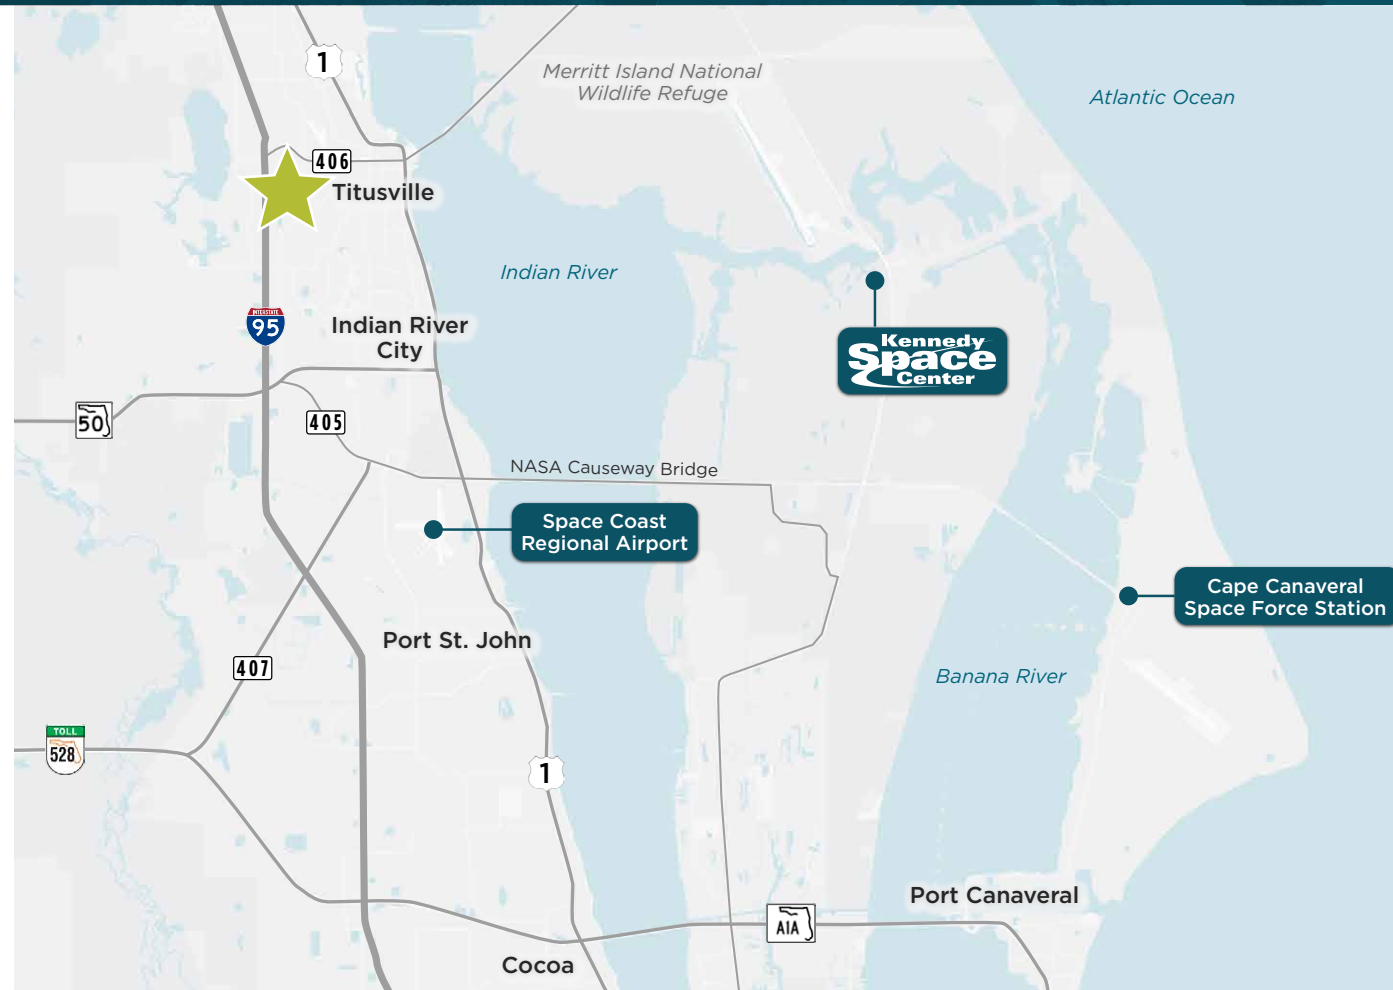 1
Merritt Island National
Wildlife Refuge
Atlantic Ocean
406
Titusville
Indian River
INTERSTATE
95
Indian River
City
Kennedy
Space
Center
50
405
NASA Causeway Bridge
Space Coast
Regional Airport
Cape Canaveral
Space Force Station
Port St. John
407
Banana River
TOLL
528
1
Port Canaveral
A1A
Cocoa